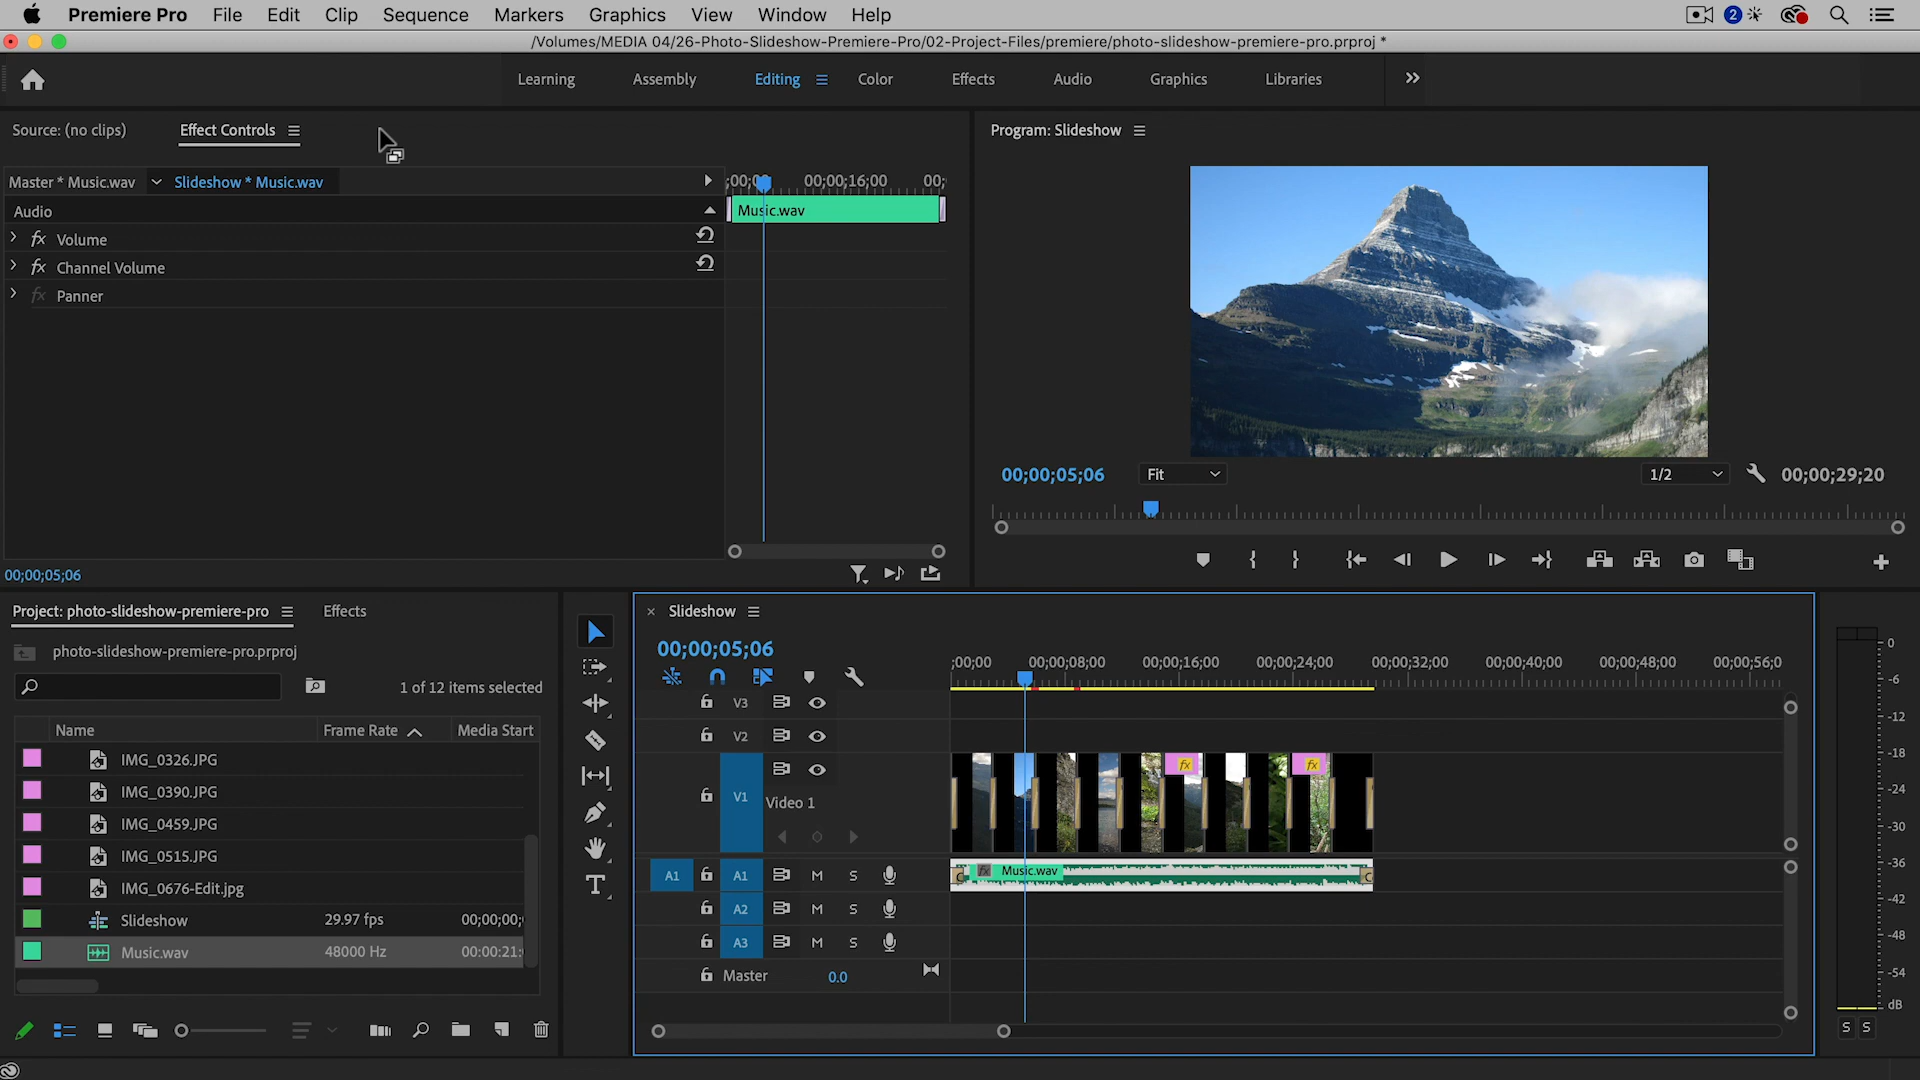 Premiere Pro File Edit Clip Sequence Markers Graphics View Window Help 2
/Volumes/MEDIA 04/26-Photo-Slideshow-Premiere-Pro/02-Project-Files/premiere/photo-slideshow-premiere-pro.prproj *
Learning Assembly Editing Color Effects Audio Graphics Libraries
Source: (no clips) Effect Controls
Program: Slideshow
Master * Music.wav Slideshow * Music.wav
00;00;16;00
Audio
Music.wav
fx Volume
fx Channel Volume
fx Panner
00;00;05;06 Fit 1/2 00;00;29;20
00;00;05;06
Project: photo-slideshow-premiere-pro Effects
photo-slideshow-premiere-pro.prproj
1 of 12 items selected
Name Frame Rate Media Start
IMG_0326.JPG
IMG_0390.JPG
IMG_0459.JPG
IMG_0515.JPG
IMG_0676-Edit.jpg
Slideshow 29.97 fps 00;00;00;
Music.wav 48000 Hz 00:00:21:
Slideshow
00;00;05;06
;00;00 00;00;08;00 00;00;16;00 00;00;24;00 00;00;32;00 00;00;40;00 00;00;48;00 00;00;56;0
V3
V2
fx fx
V1 Video 1
A1 A1 M S fx Music.wav
A2 M S
A3 M S
Master 0.0
0
-6
-12
-18
-24
-30
-36
-42
-48
-54
dB
S S